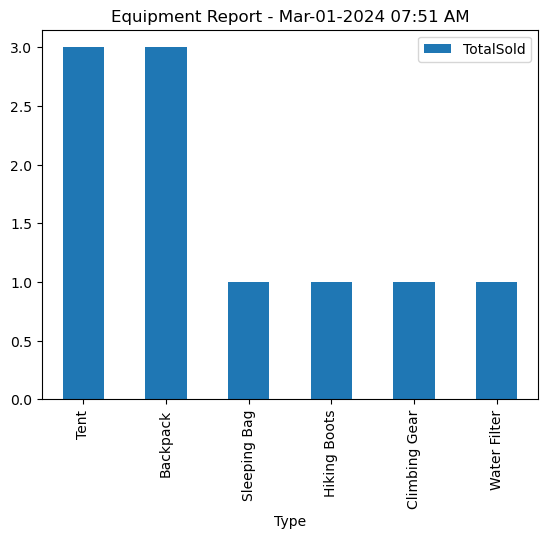 Equipment Report - Mar-01-2024 07:51 AM
TotalSold
3.0
2.5
2.0
1.5
1.0
0.5
0.0
Tent
Backpack
Sleeping Bag
Hiking Boots
Climbing Gear
Water Filter
Type